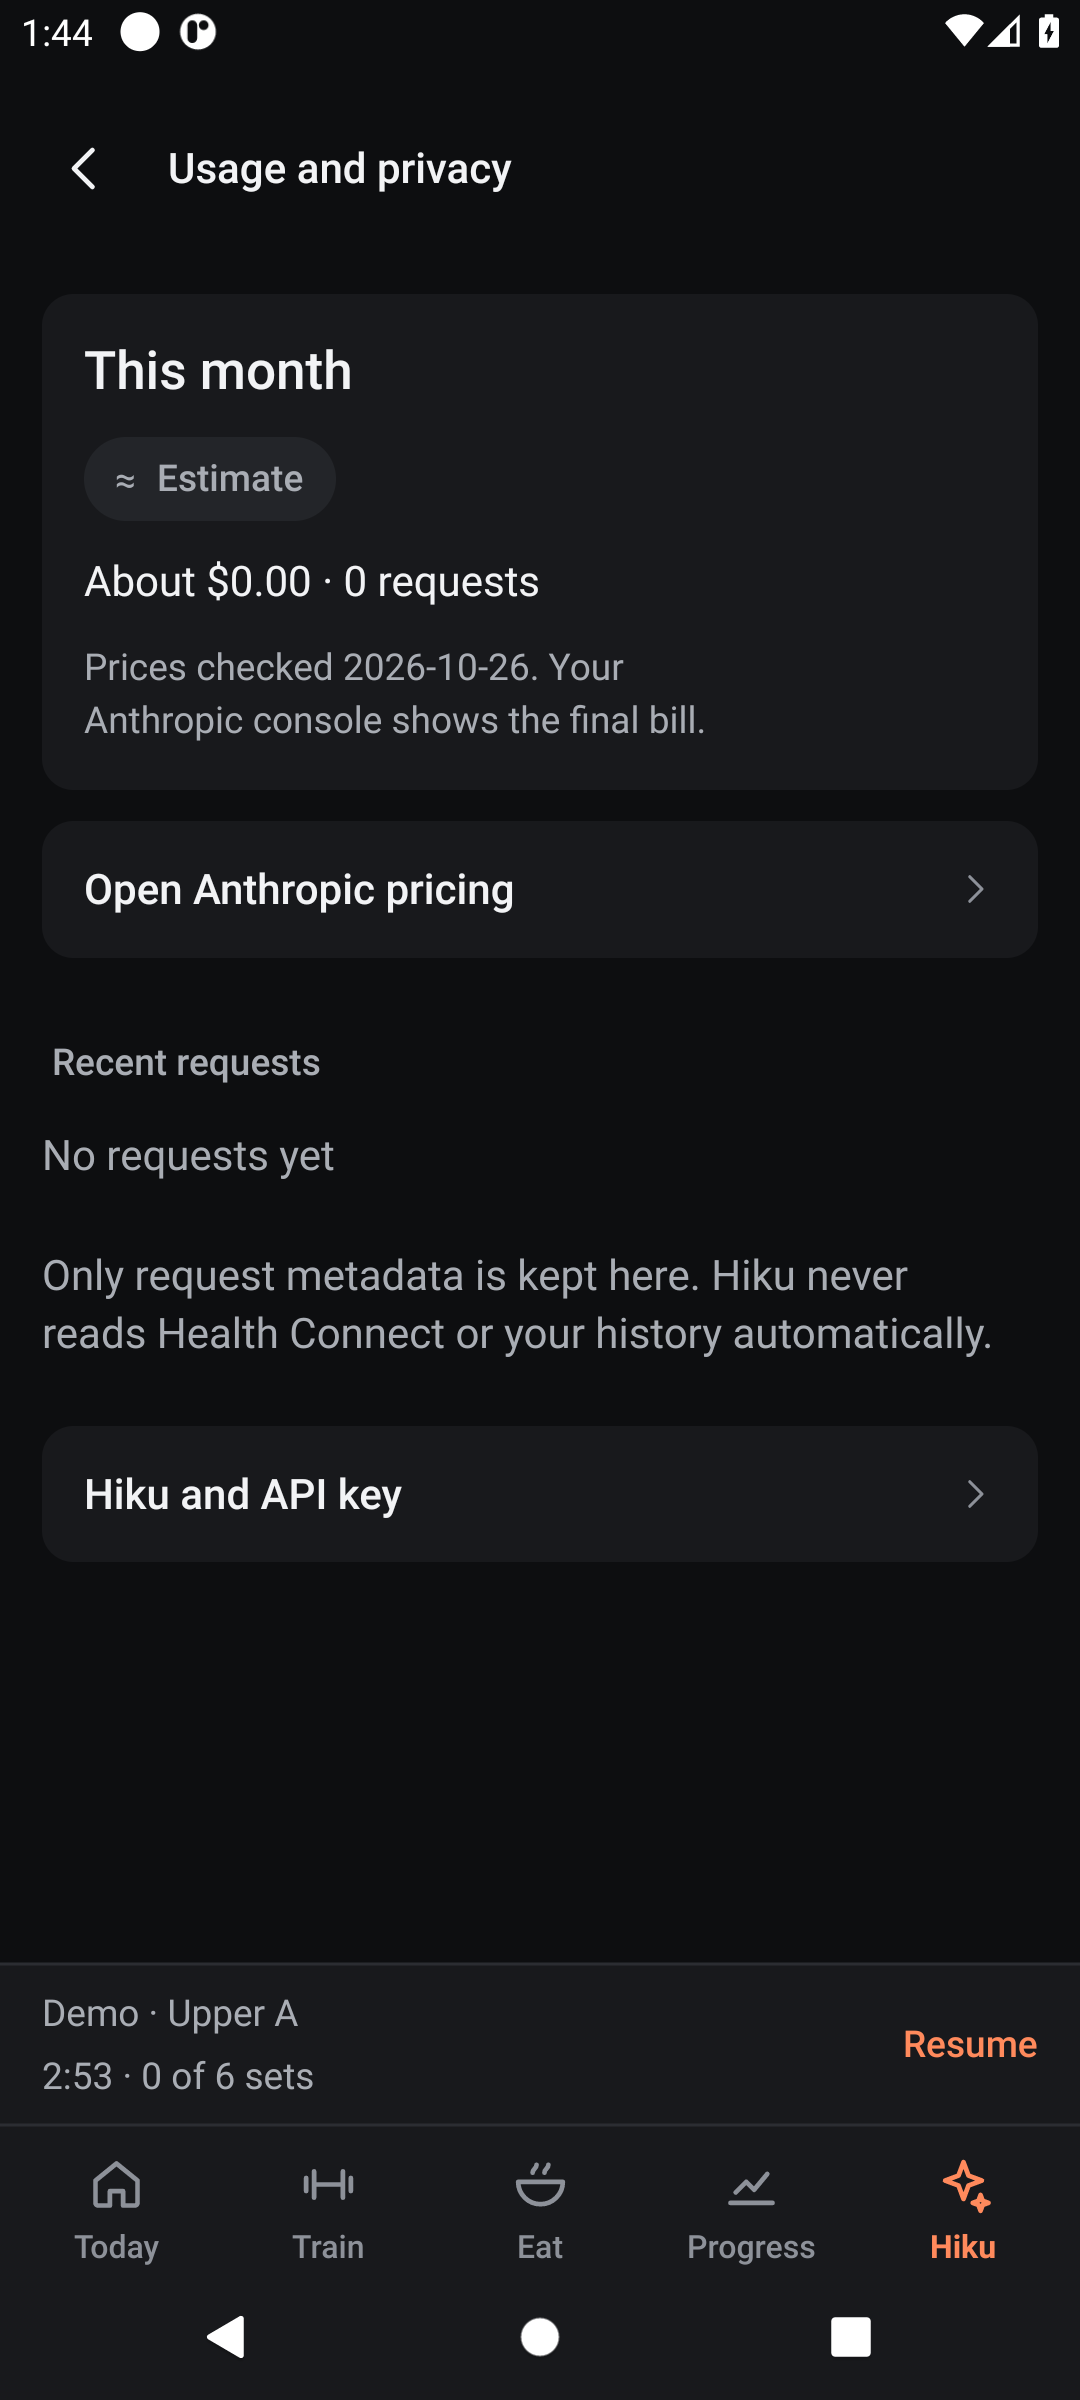 1:44
Usage and privacy
This month
≈ Estimate
About $0.00 · 0 requests
Prices checked 2026-10-26. Your
Anthropic console shows the final bill.
Open Anthropic pricing
Recent requests
No requests yet
Only request metadata is kept here. Hiku never
reads Health Connect or your history automatically.
Hiku and API key
Demo · Upper A
2:53 · 0 of 6 sets
Resume
Today
Train
Eat
Progress
Hiku